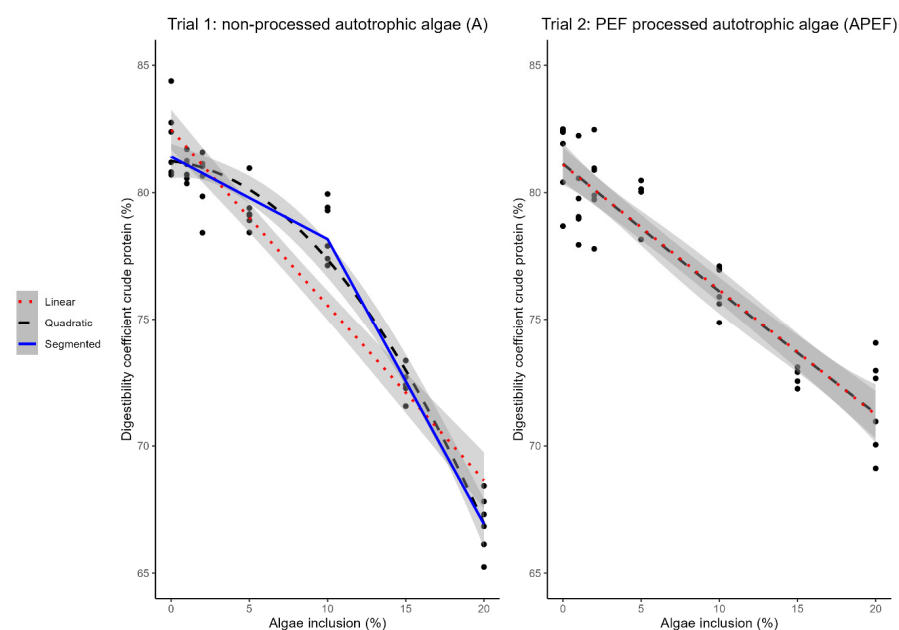 Trial 1: non-processed autotrophic algae (A)
Trial 2: PEF processed autotrophic algae (APEF)
Digestibility coefficient crude protein (%)
85
80
75
70
65
0
5
10
15
20
Algae inclusion (%)
Digestibility coefficient crude protein (%)
85
80
75
70
65
0
5
10
15
20
Algae inclusion (%)
Linear
Quadratic
Segmented